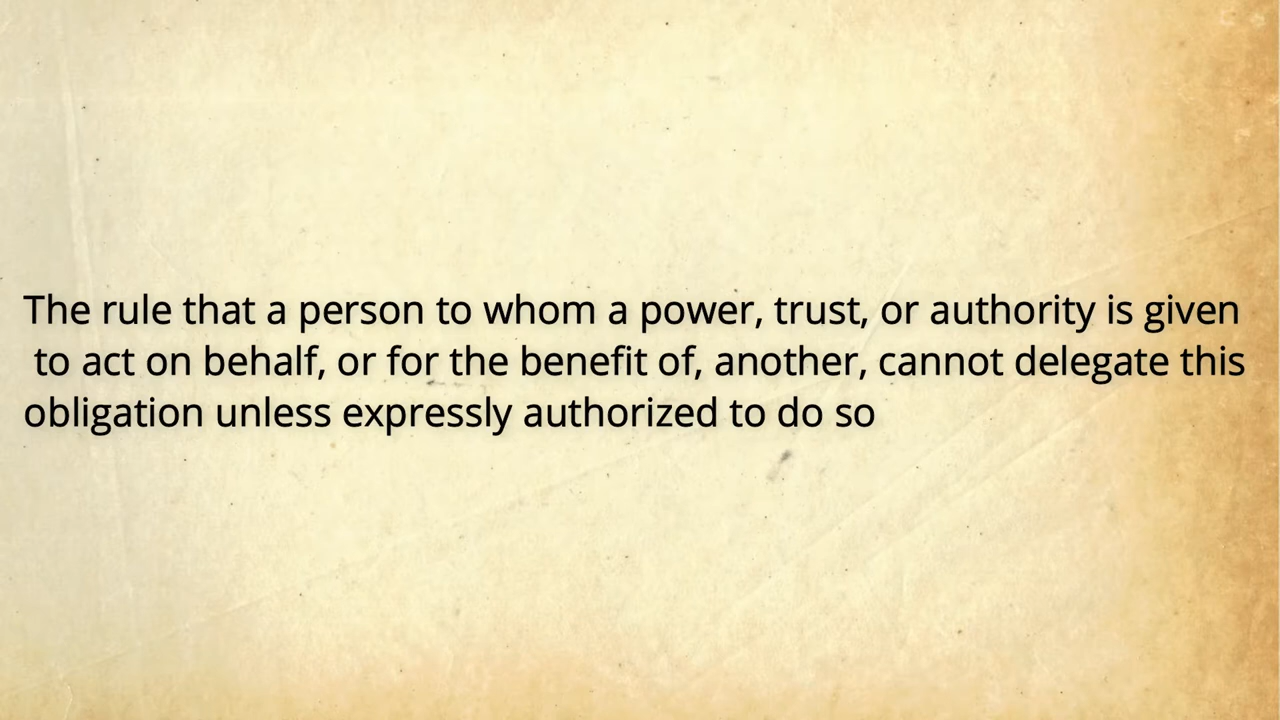 The rule that a person to whom a power, trust, or authority is given
to act on behalf, or for the benefit of, another, cannot delegate this
obligation unless expressly authorized to do so